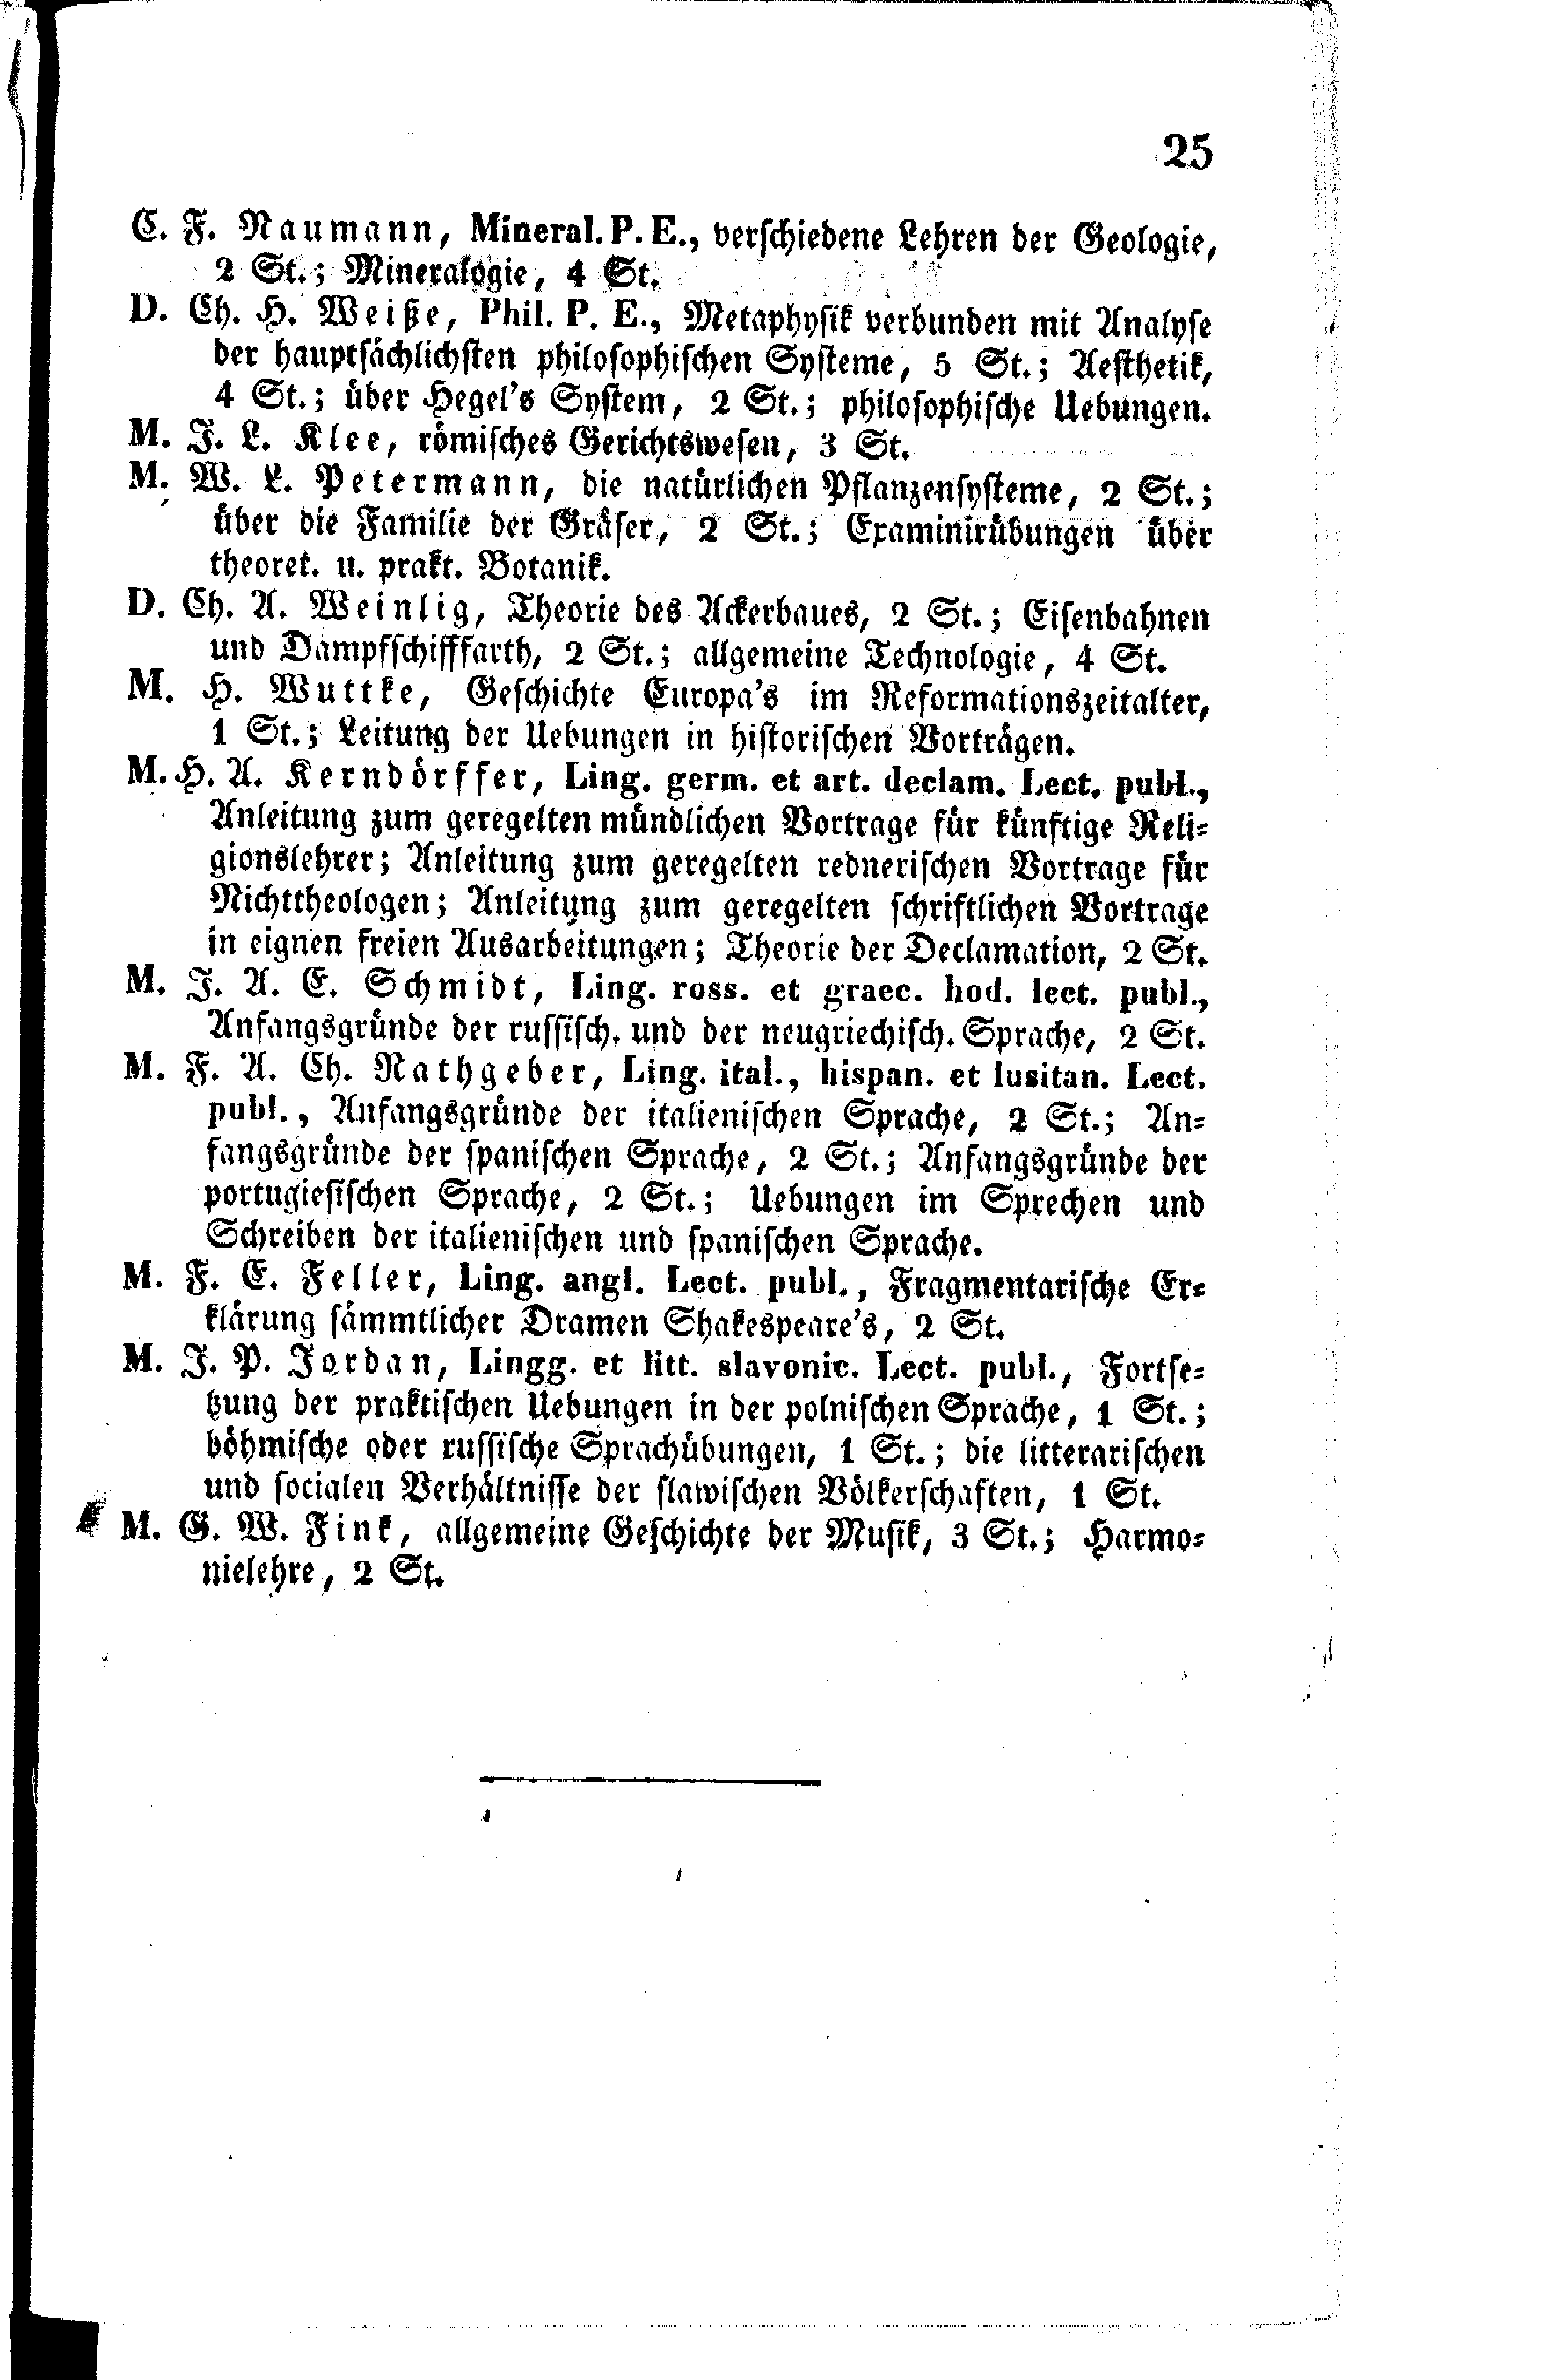 25
C. F. Naumann, Mineral. P. E., verschiedene Lehren der Geologie,
2 St.; Mineralogie, 4 St.
D. Ch. H. Weiße, Phil. P. E., Metaphysik verbunden mit Analyse
der hauptsächlichsten philosophischen Systeme, 5 St.; Aesthetik,
4 St.; über Hegel's System, 2 St.; philosophische Uebungen.
M. J. L. Klee, römisches Gerichtswesen, 3 St.
M. W. L. Petermann, die natürlichen Pflanzensysteme, 2 St.;
über die Familie der Gräser, 2 St.; Examinirübungen über
theoret. u. prakt. Botanik.
D. Ch. A. Weinlig, Theorie des Ackerbaues, 2 St.; Eisenbahnen
und Dampfschifffarth, 2 St.; allgemeine Technologie, 4 St.
M. H. Wuttke, Geschichte Europa's im Reformationszeitalter,
1 St.; Leitung der Uebungen in historischen Vorträgen.
M. H. A. Kerndörffer, Ling. germ. et art. declam. Lect. publ.,
Anleitung zum geregelten mündlichen Vortrage für künftige Reli-
gionslehrer; Anleitung zum geregelten rednerischen Vortrage für
Nichttheologen; Anleitung zum geregelten schriftlichen Vortrage
in eignen freien Ausarbeitungen; Theorie der Declamation, 2 St.
M. J. A. E. Schmidt, Ling. ross. et graec. hod. lect. publ.,
Anfangsgründe der russisch. und der neugriechisch. Sprache, 2 St.
M. F. A. Ch. Rathgeber, Ling. ital., hispan. et lusitan. Lect.
publ., Anfangsgründe der italienischen Sprache, 2 St.; An-
fangsgründe der spanischen Sprache, 2 St.; Anfangsgründe der
portugiesischen Sprache, 2 St.; Uebungen im Sprechen und
Schreiben der italienischen und spanischen Sprache.
M. F. E. Feller, Ling. angl. Lect. publ., Fragmentarische Er-
klärung sämmtlicher Dramen Shakespeare's, 2 St.
M. J. P. Jordan, Lingg. et litt. slavonic. Lect. publ., Fortse-
tzung der praktischen Uebungen in der polnischen Sprache, 1 St.;
böhmische oder russische Sprachübungen, 1 St.; die litterarischen
und socialen Verhältnisse der slawischen Völkerschaften, 1 St.
M. G. W. Fink, allgemeine Geschichte der Musik, 3 St.; Harmo-
nielehre, 2 St.